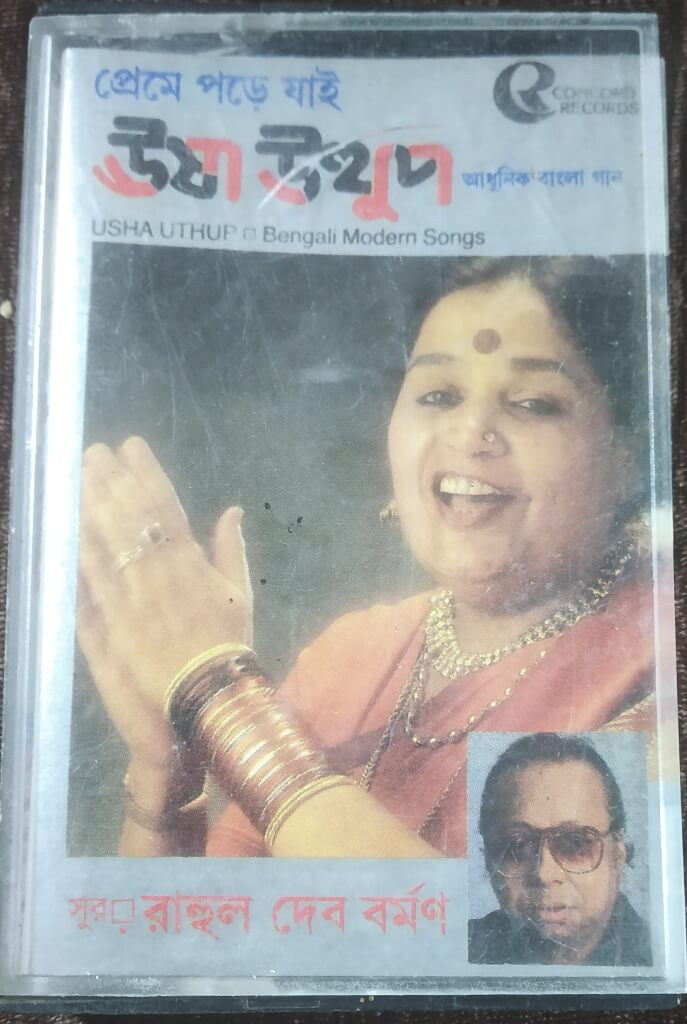 প্রেমে পড়ে যাই
CONCORD
RECORDS
ঊষা উত্থুপ আধুনিক বাংলা গান
USHA UTHUP □ Bengali Modern Songs
সুর □ রাহুল দেব বর্মণ